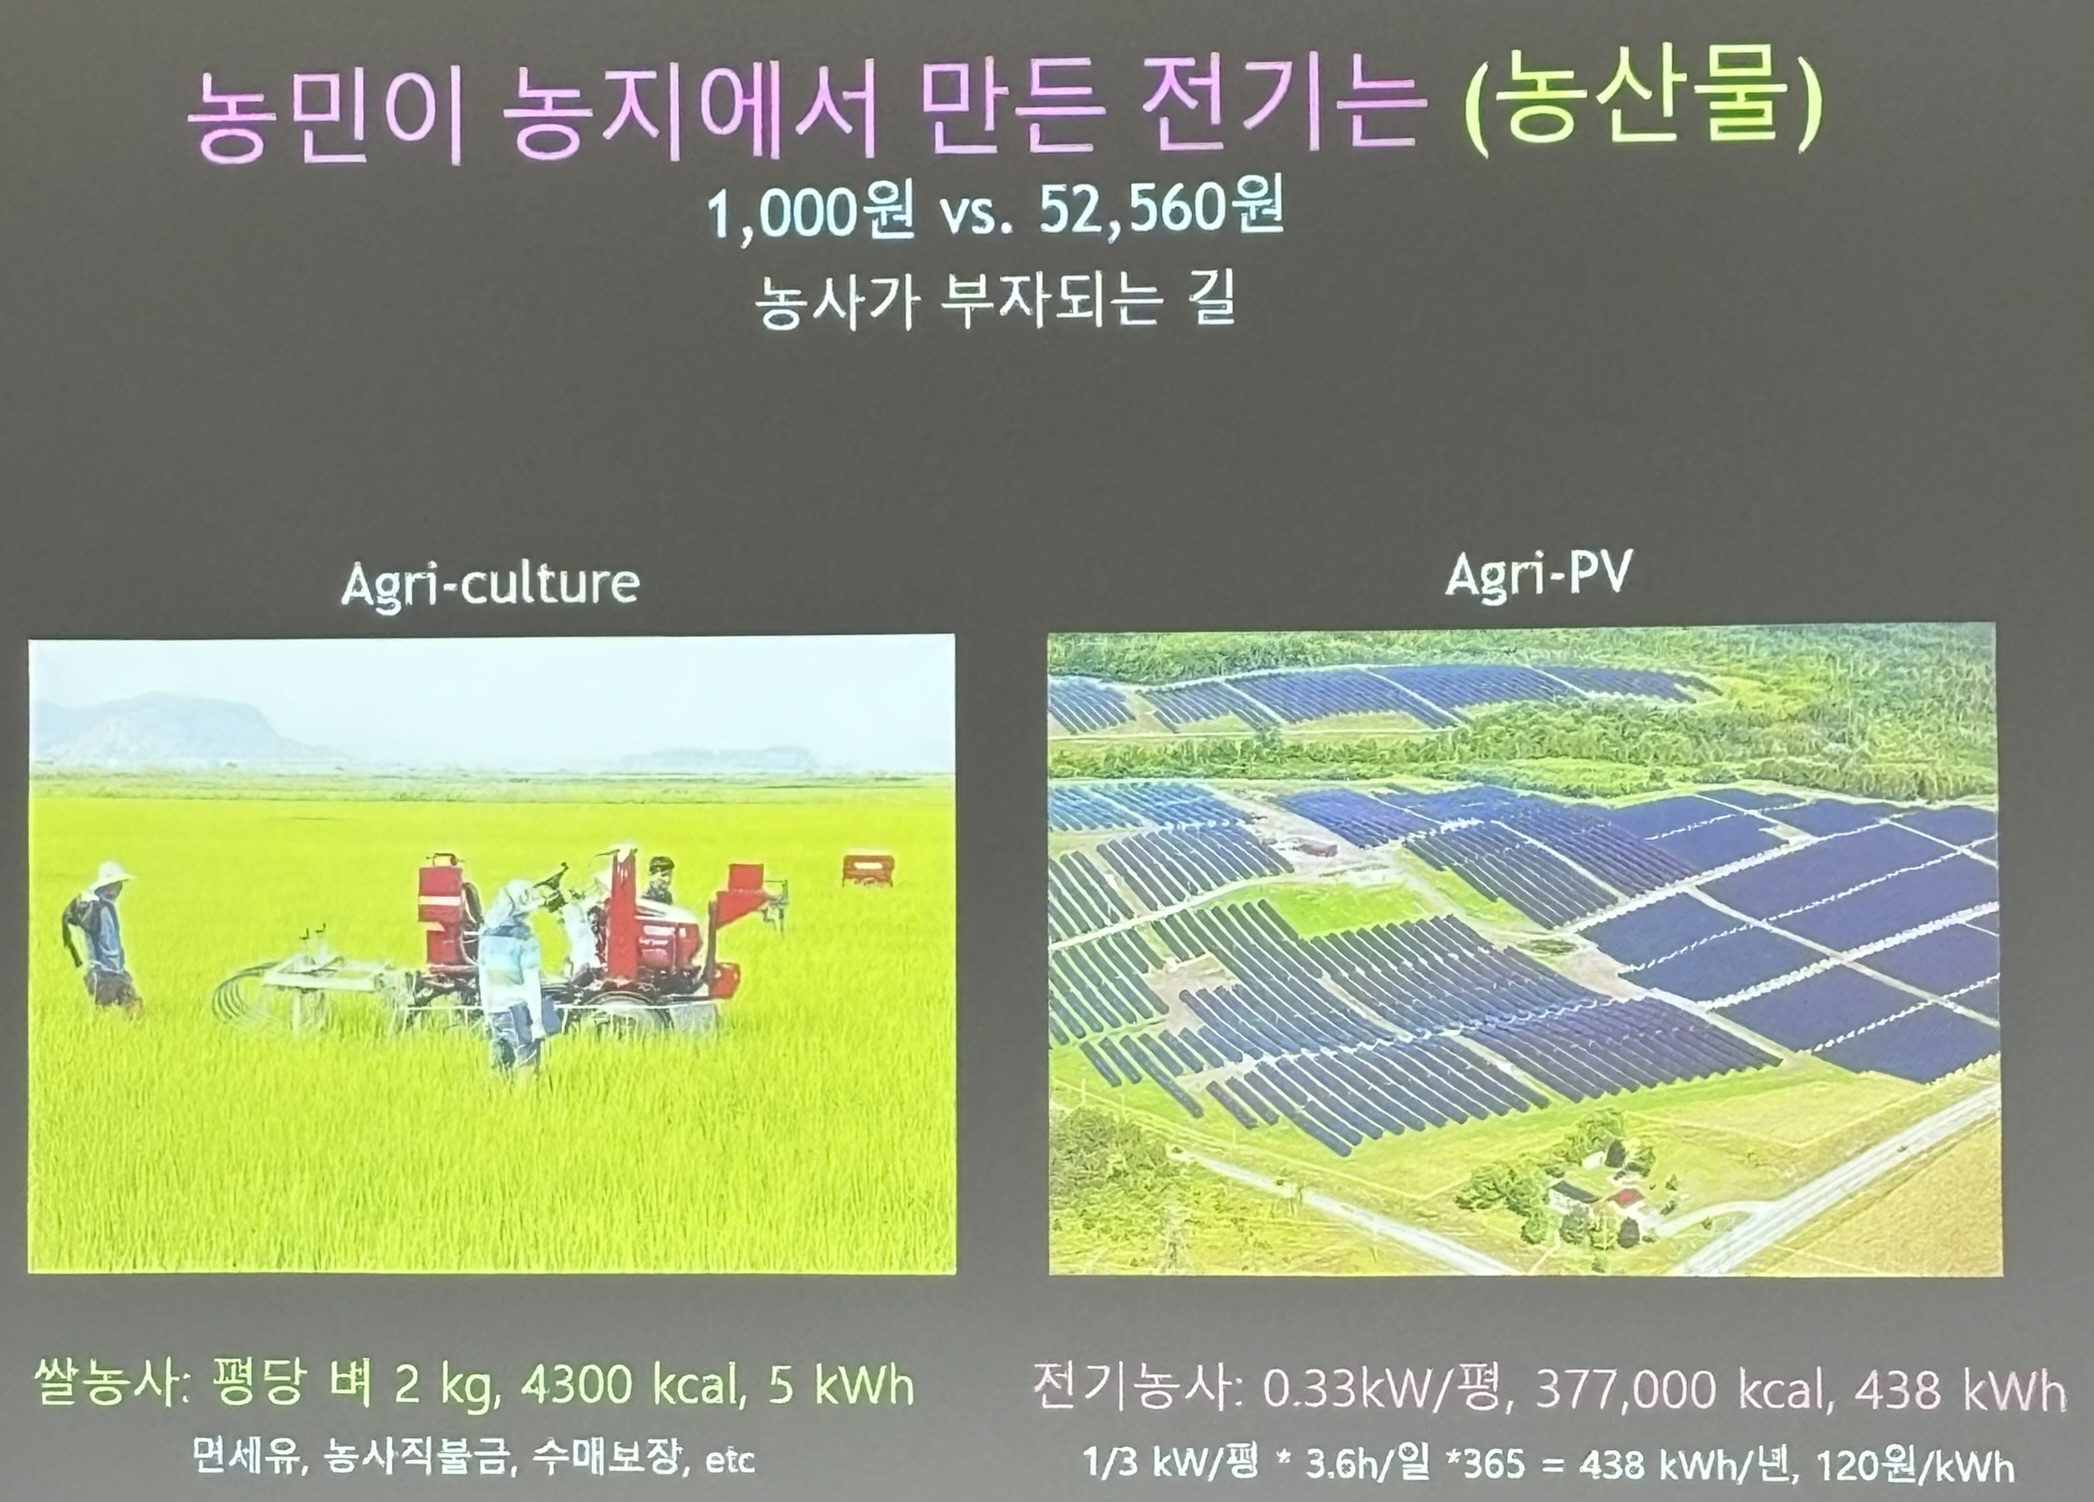 농민이 농지에서 만든 전기는 (농산물)
1,000원 vs. 52,560원
농사가 부자되는 길
Agri-culture
Agri-PV
쌀농사: 평당 벼 2 kg, 4300 kcal, 5 kWh
면세유, 농사직불금, 수매보장, etc
전기농사: 0.33kW/평, 377,000 kcal, 438 kWh
1/3 kW/평 * 3.6h/일 *365 = 438 kWh/년, 120원/kWh